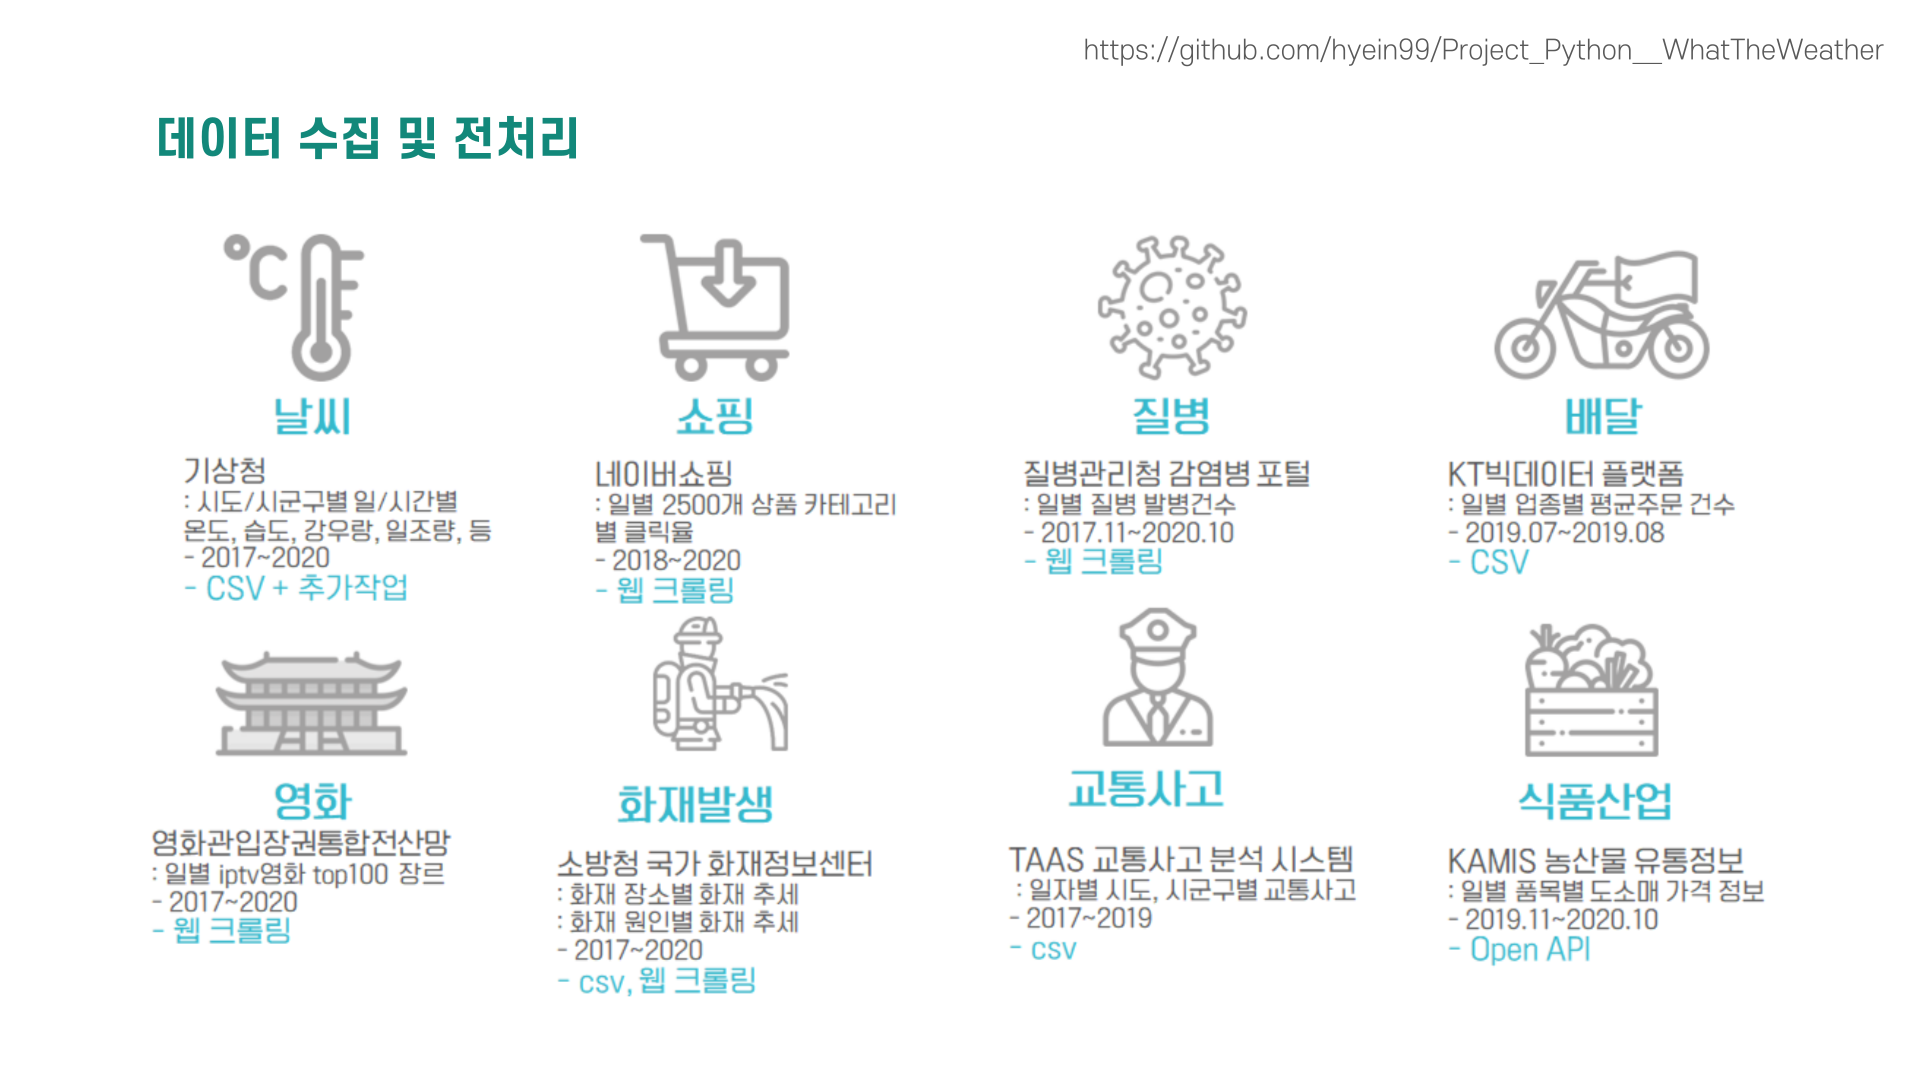 https://github.com/hyein99/Project_Python__WhatTheWeather
데이터 수집 및 전처리
날씨
기상청
: 시도/시군구별 일/시간별
온도, 습도, 강우량, 일조량, 등
- 2017~2020
- CSV + 추가작업
쇼핑
네이버쇼핑
: 일별 2500개 상품 카테고리
별 클릭율
- 2018~2020
- 웹 크롤링
질병
질병관리청 감염병 포털
: 일별 질병 발병건수
- 2017.11~2020.10
- 웹 크롤링
배달
KT빅데이터 플랫폼
: 일별 업종별 평균주문 건수
- 2019.07~2019.08
- CSV
영화
영화관입장권통합전산망
: 일별 iptv영화 top100 장르
- 2017~2020
- 웹 크롤링
화재발생
소방청 국가 화재정보센터
: 화재 장소별 화재 추세
: 화재 원인별 화재 추세
- 2017~2020
- csv, 웹 크롤링
교통사고
TAAS 교통사고 분석 시스템
: 일자별 시도, 시군구별 교통사고
- 2017~2019
- csv
식품산업
KAMIS 농산물 유통정보
: 일별 품목별 도소매 가격 정보
- 2019.11~2020.10
- Open API